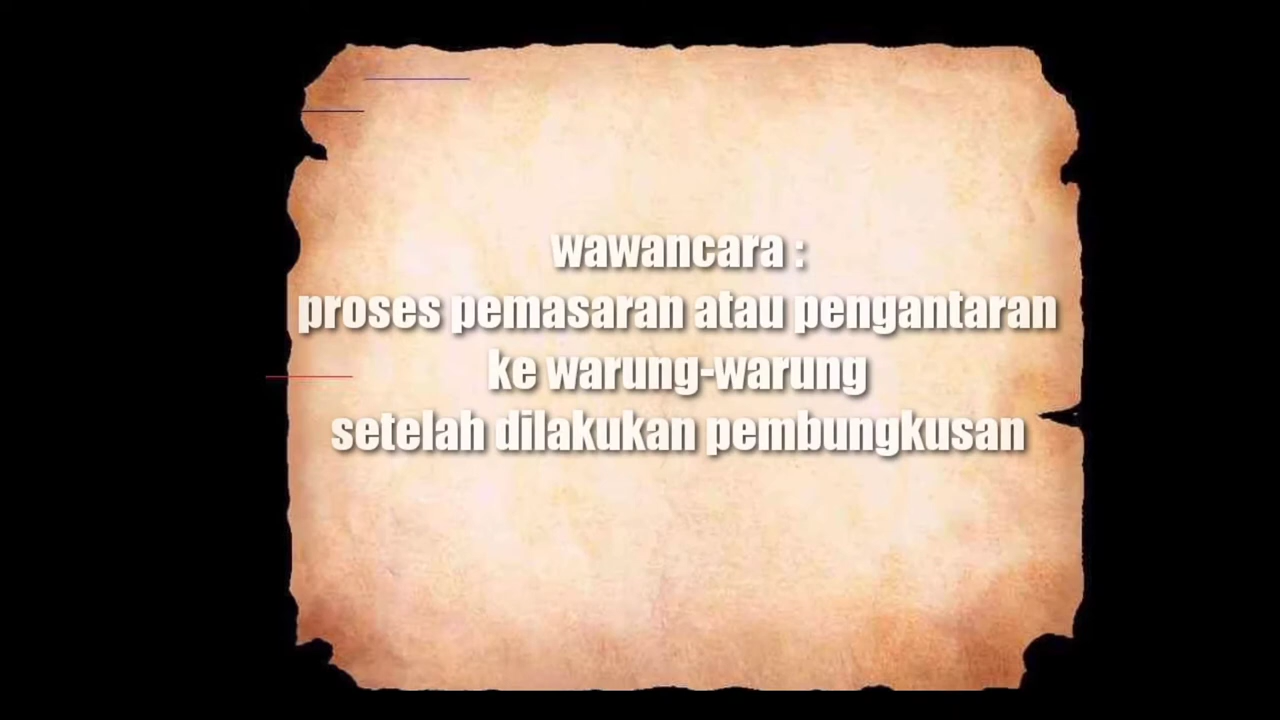 wawancara :
proses pemasaran atau pengantaran
ke warung-warung
setelah dilakukan pembungkusan